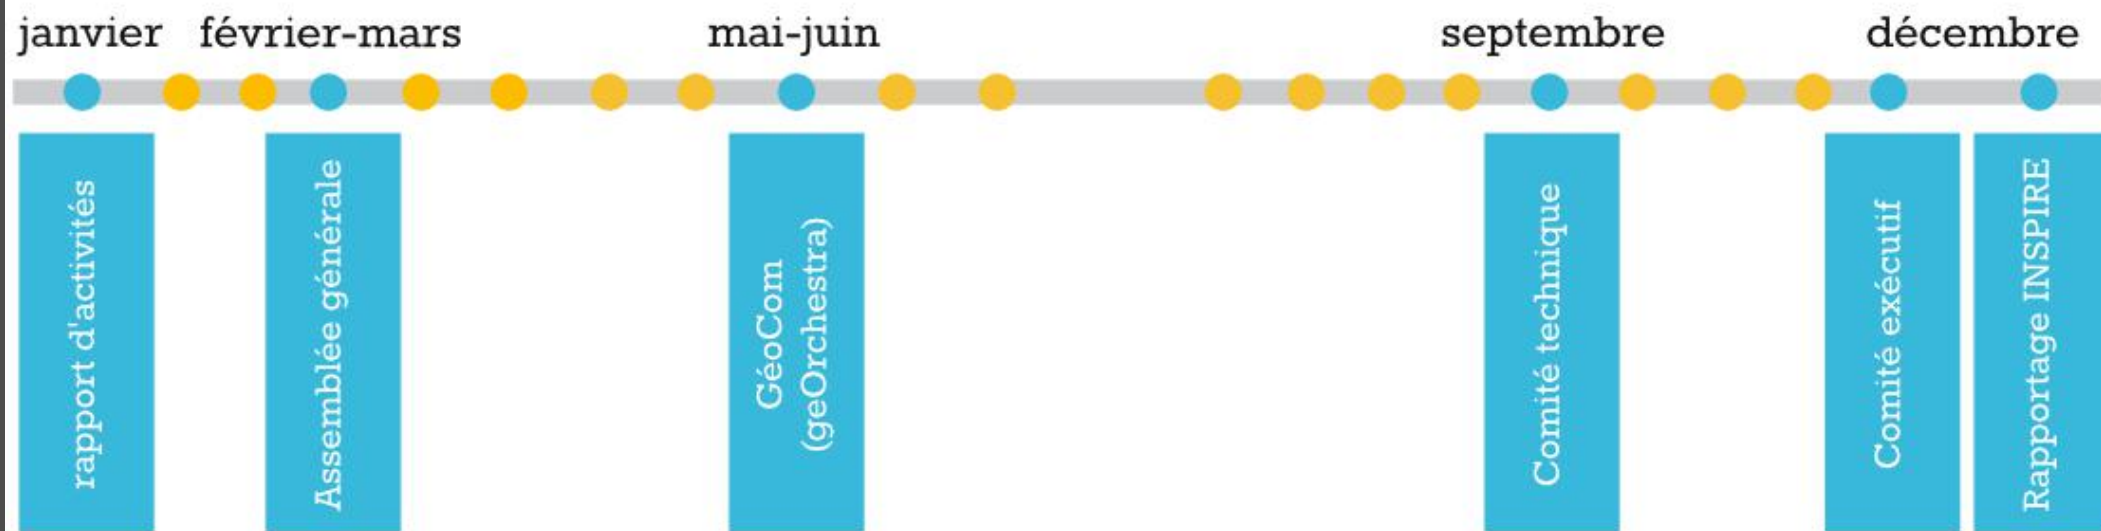 janvier
février-mars
mai-juin
septembre
décembre
rapport d'activités
Assemblée générale
GéoCom
(geOrchestra)
Comité technique
Comité exécutif
Rapportage INSPIRE